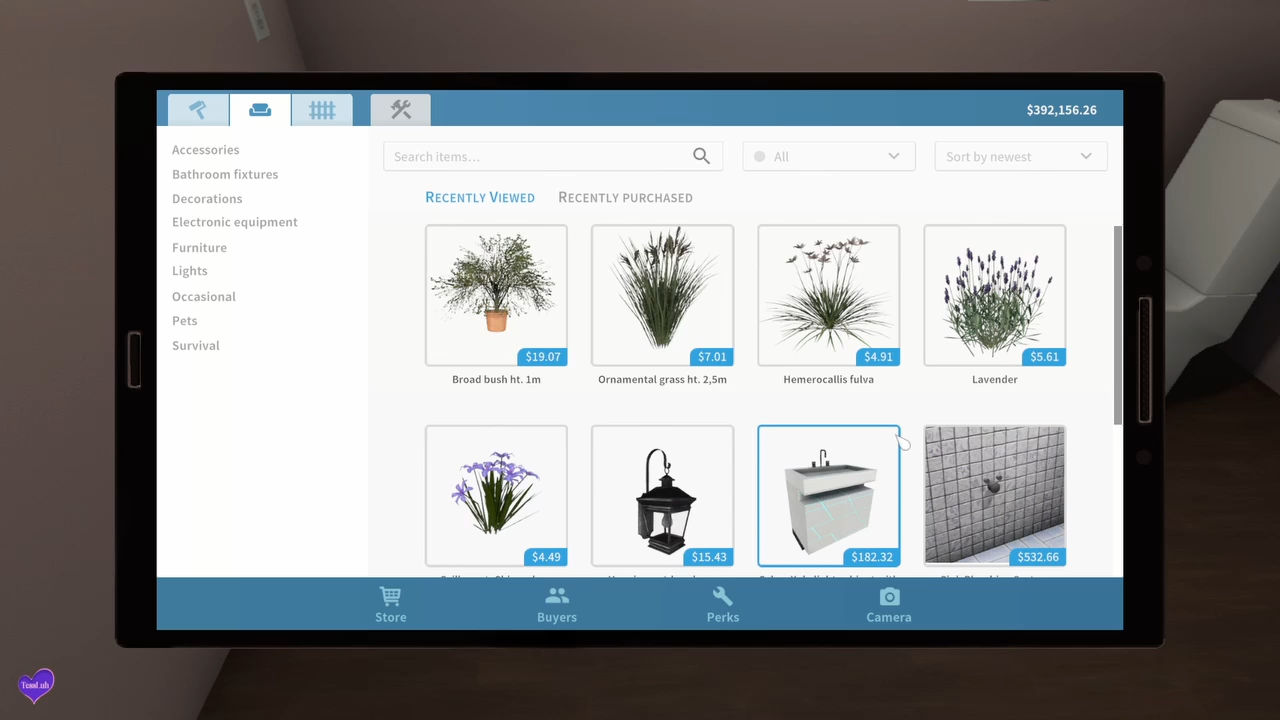 $392,156.26
Accessories
Bathroom fixtures
Decorations
Electronic equipment
Furniture
Lights
Occasional
Pets
Survival
Search items...
All
Sort by newest
RECENTLY VIEWED
RECENTLY PURCHASED
$19.07
Broad bush ht. 1m
$7.01
Ornamental grass ht. 2,5m
$4.91
Hemerocallis fulva
$5.61
Lavender
$4.49
$15.43
$182.32
$532.66
Store
Buyers
Perks
Camera